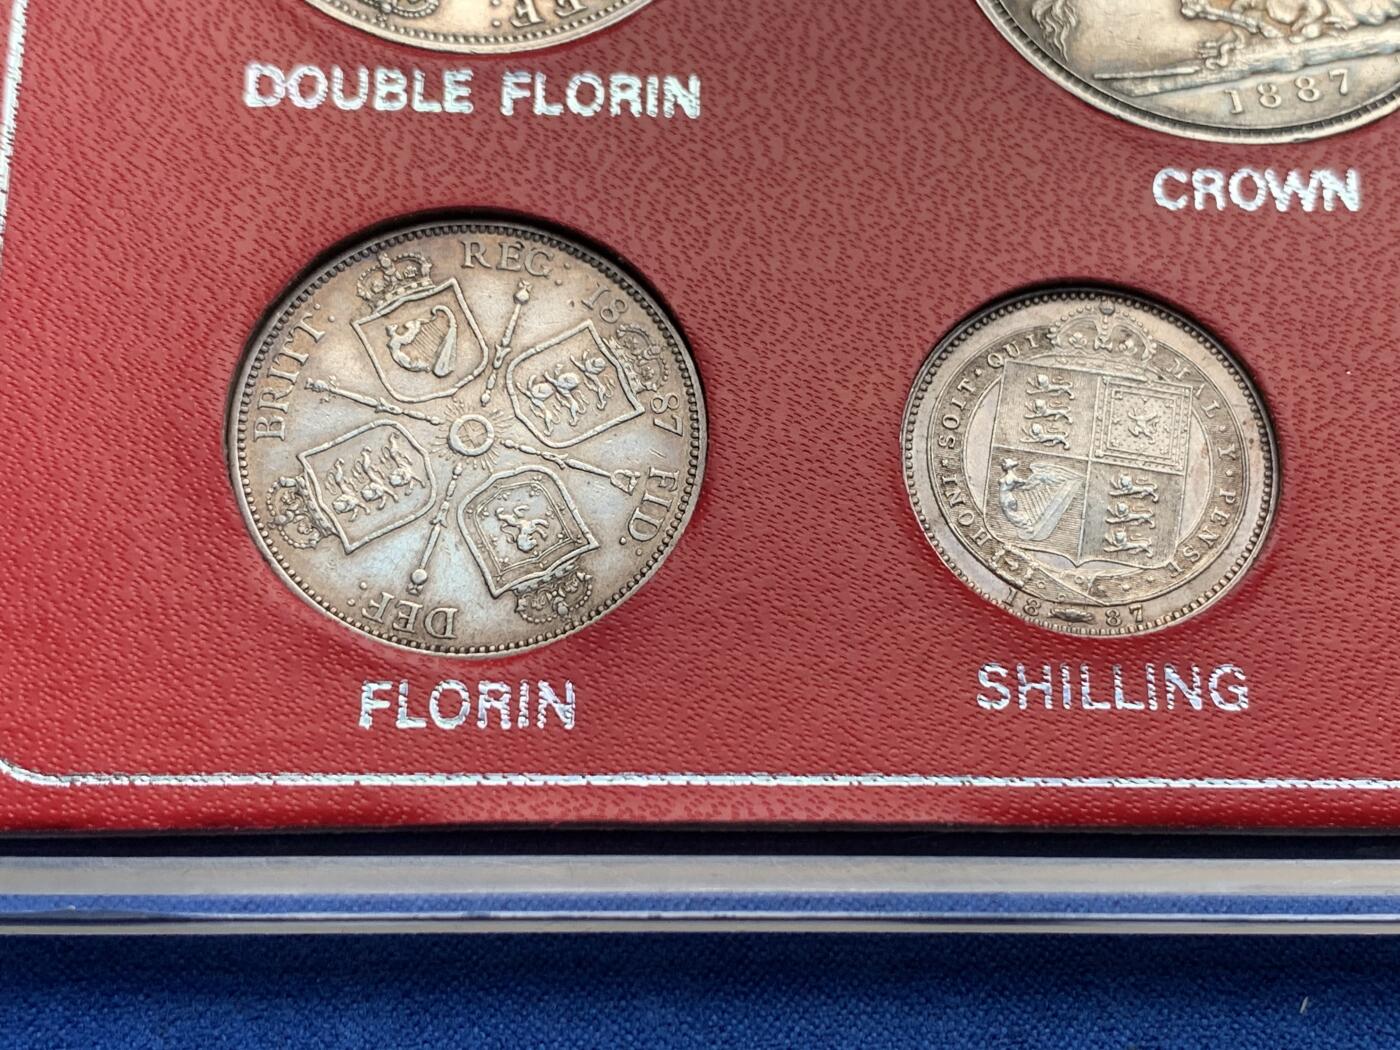 DOUBLE FLORIN
1887
CROWN
BRITT: REG: 18 87 FID: DEF:
HONI·SOIT·QUI MAL·Y·PENSE
18 87
FLORIN
SHILLING